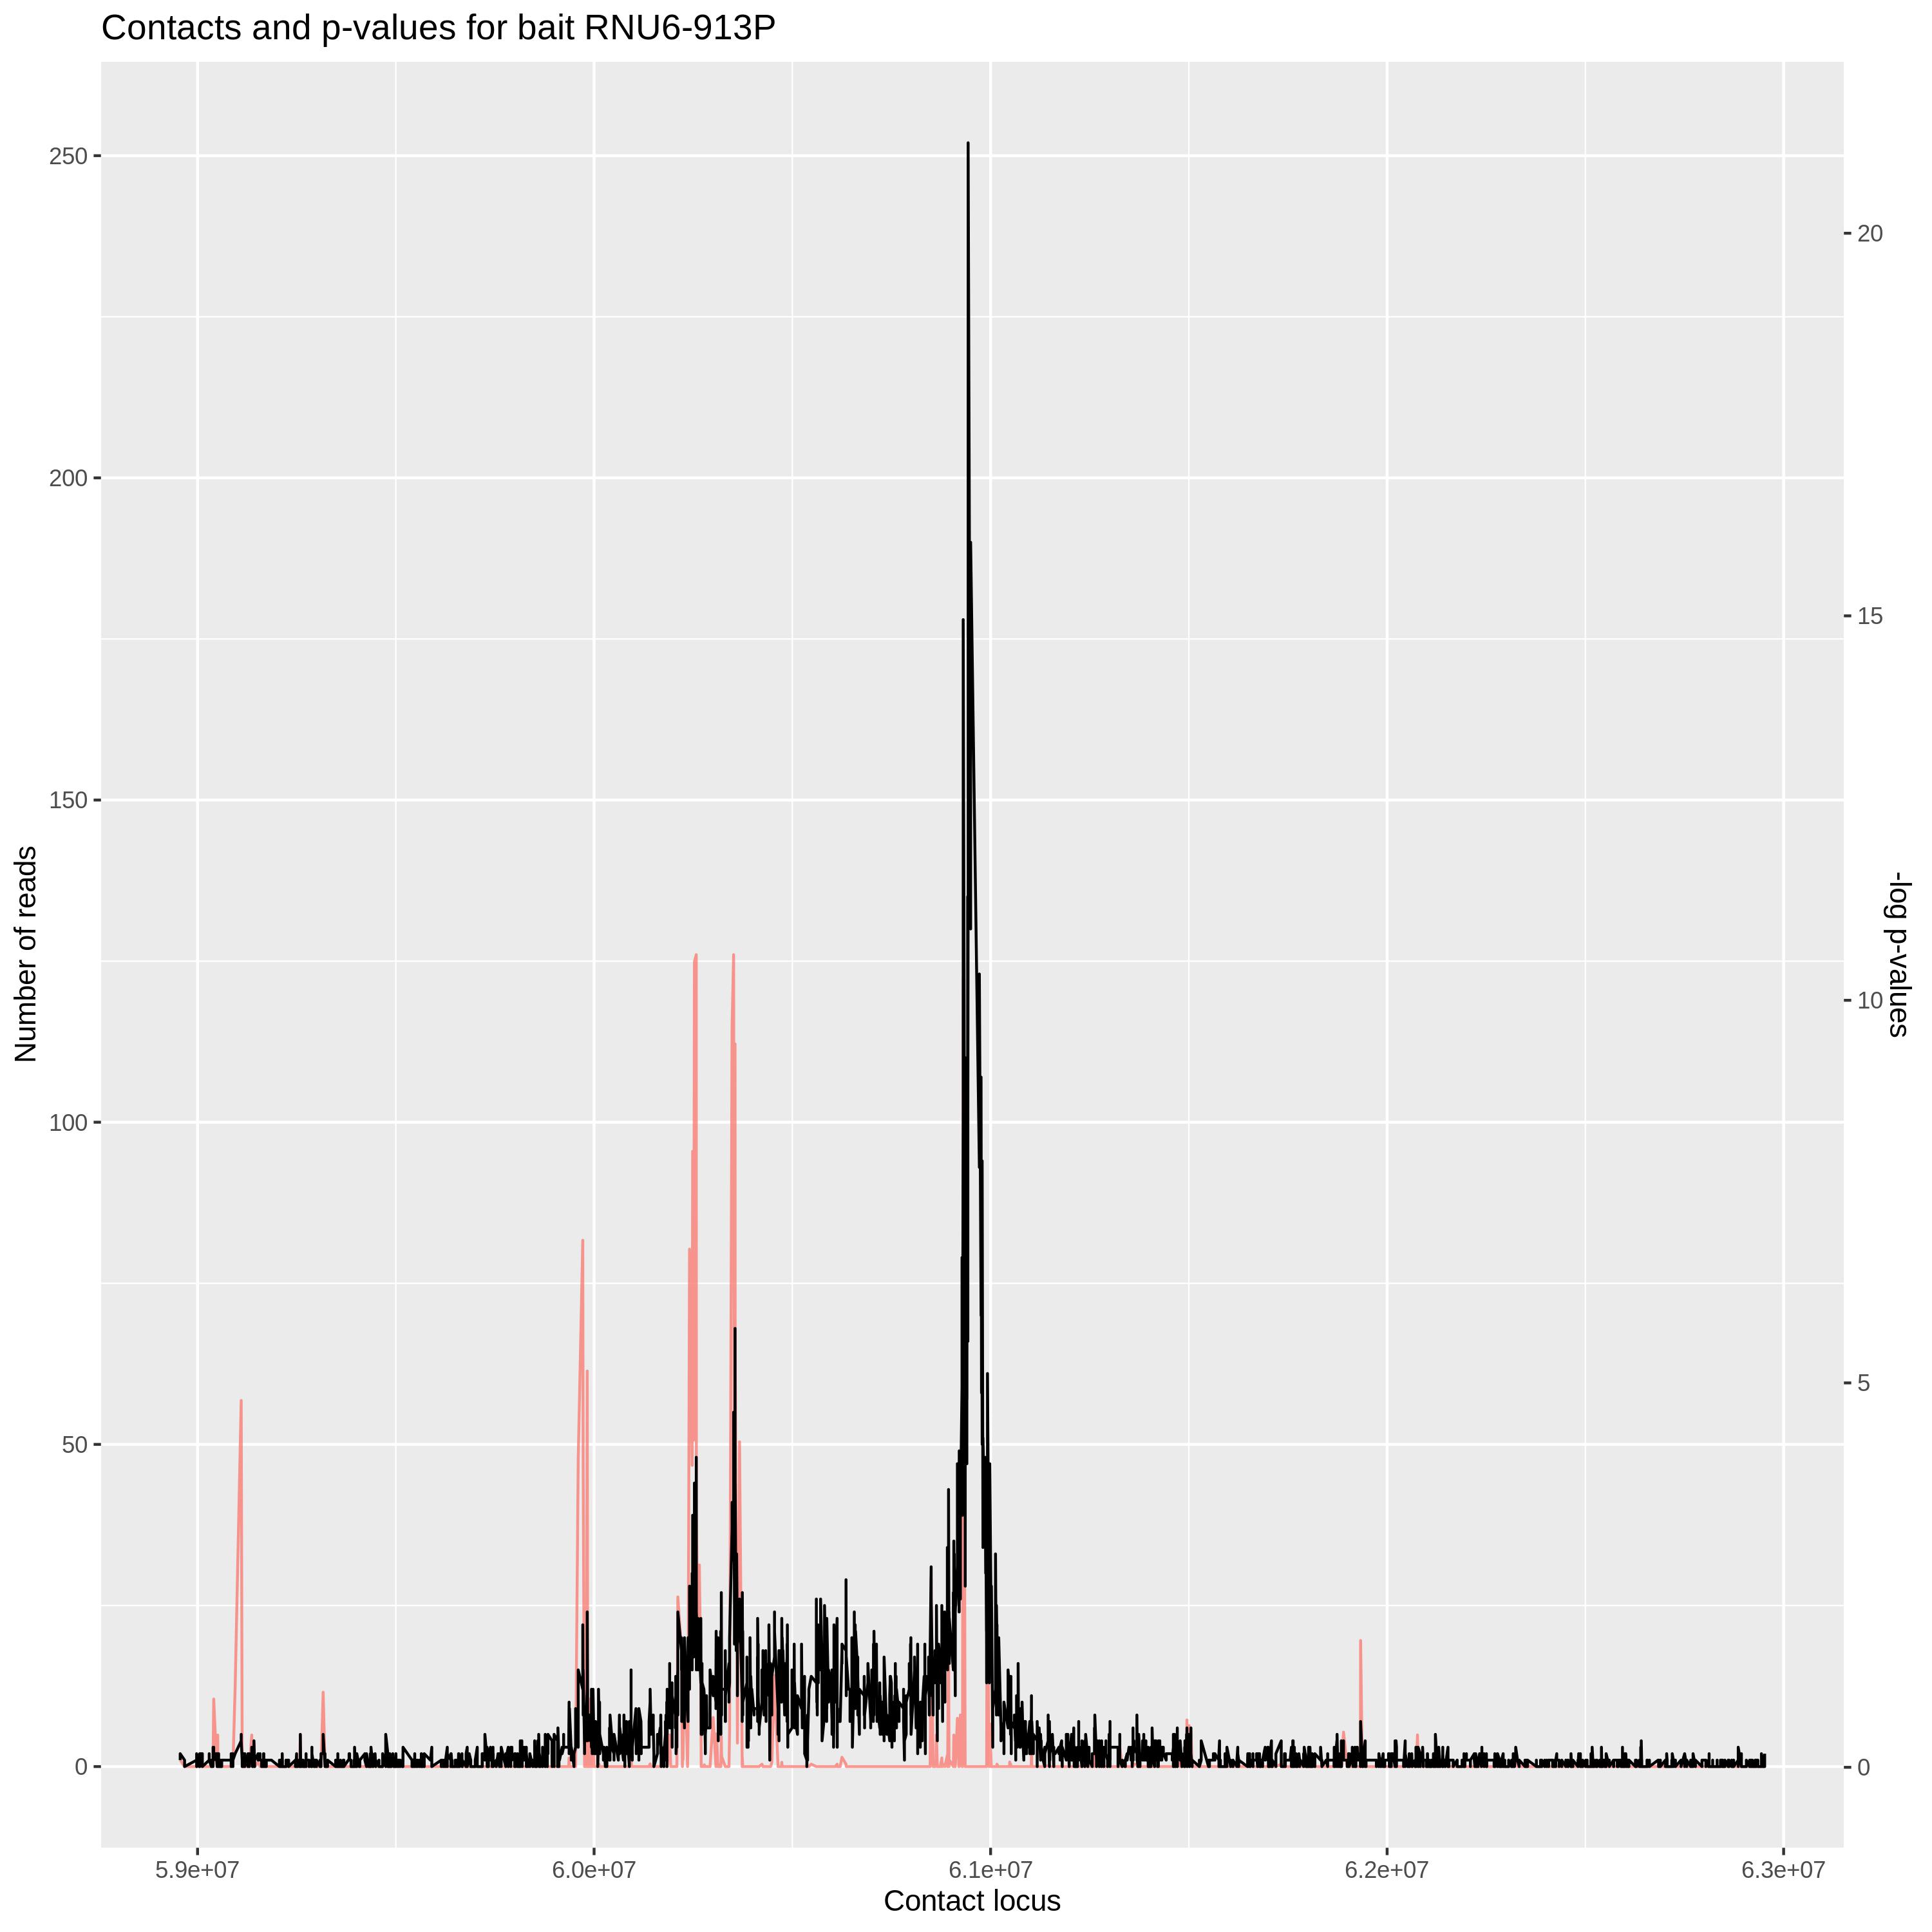 Contacts and p-values for bait RNU6-913P
250
200
150
100
50
0
Number of reads
20
15
10
5
0
-log p-values
5.9e+07
6.0e+07
6.1e+07
6.2e+07
6.3e+07
Contact locus